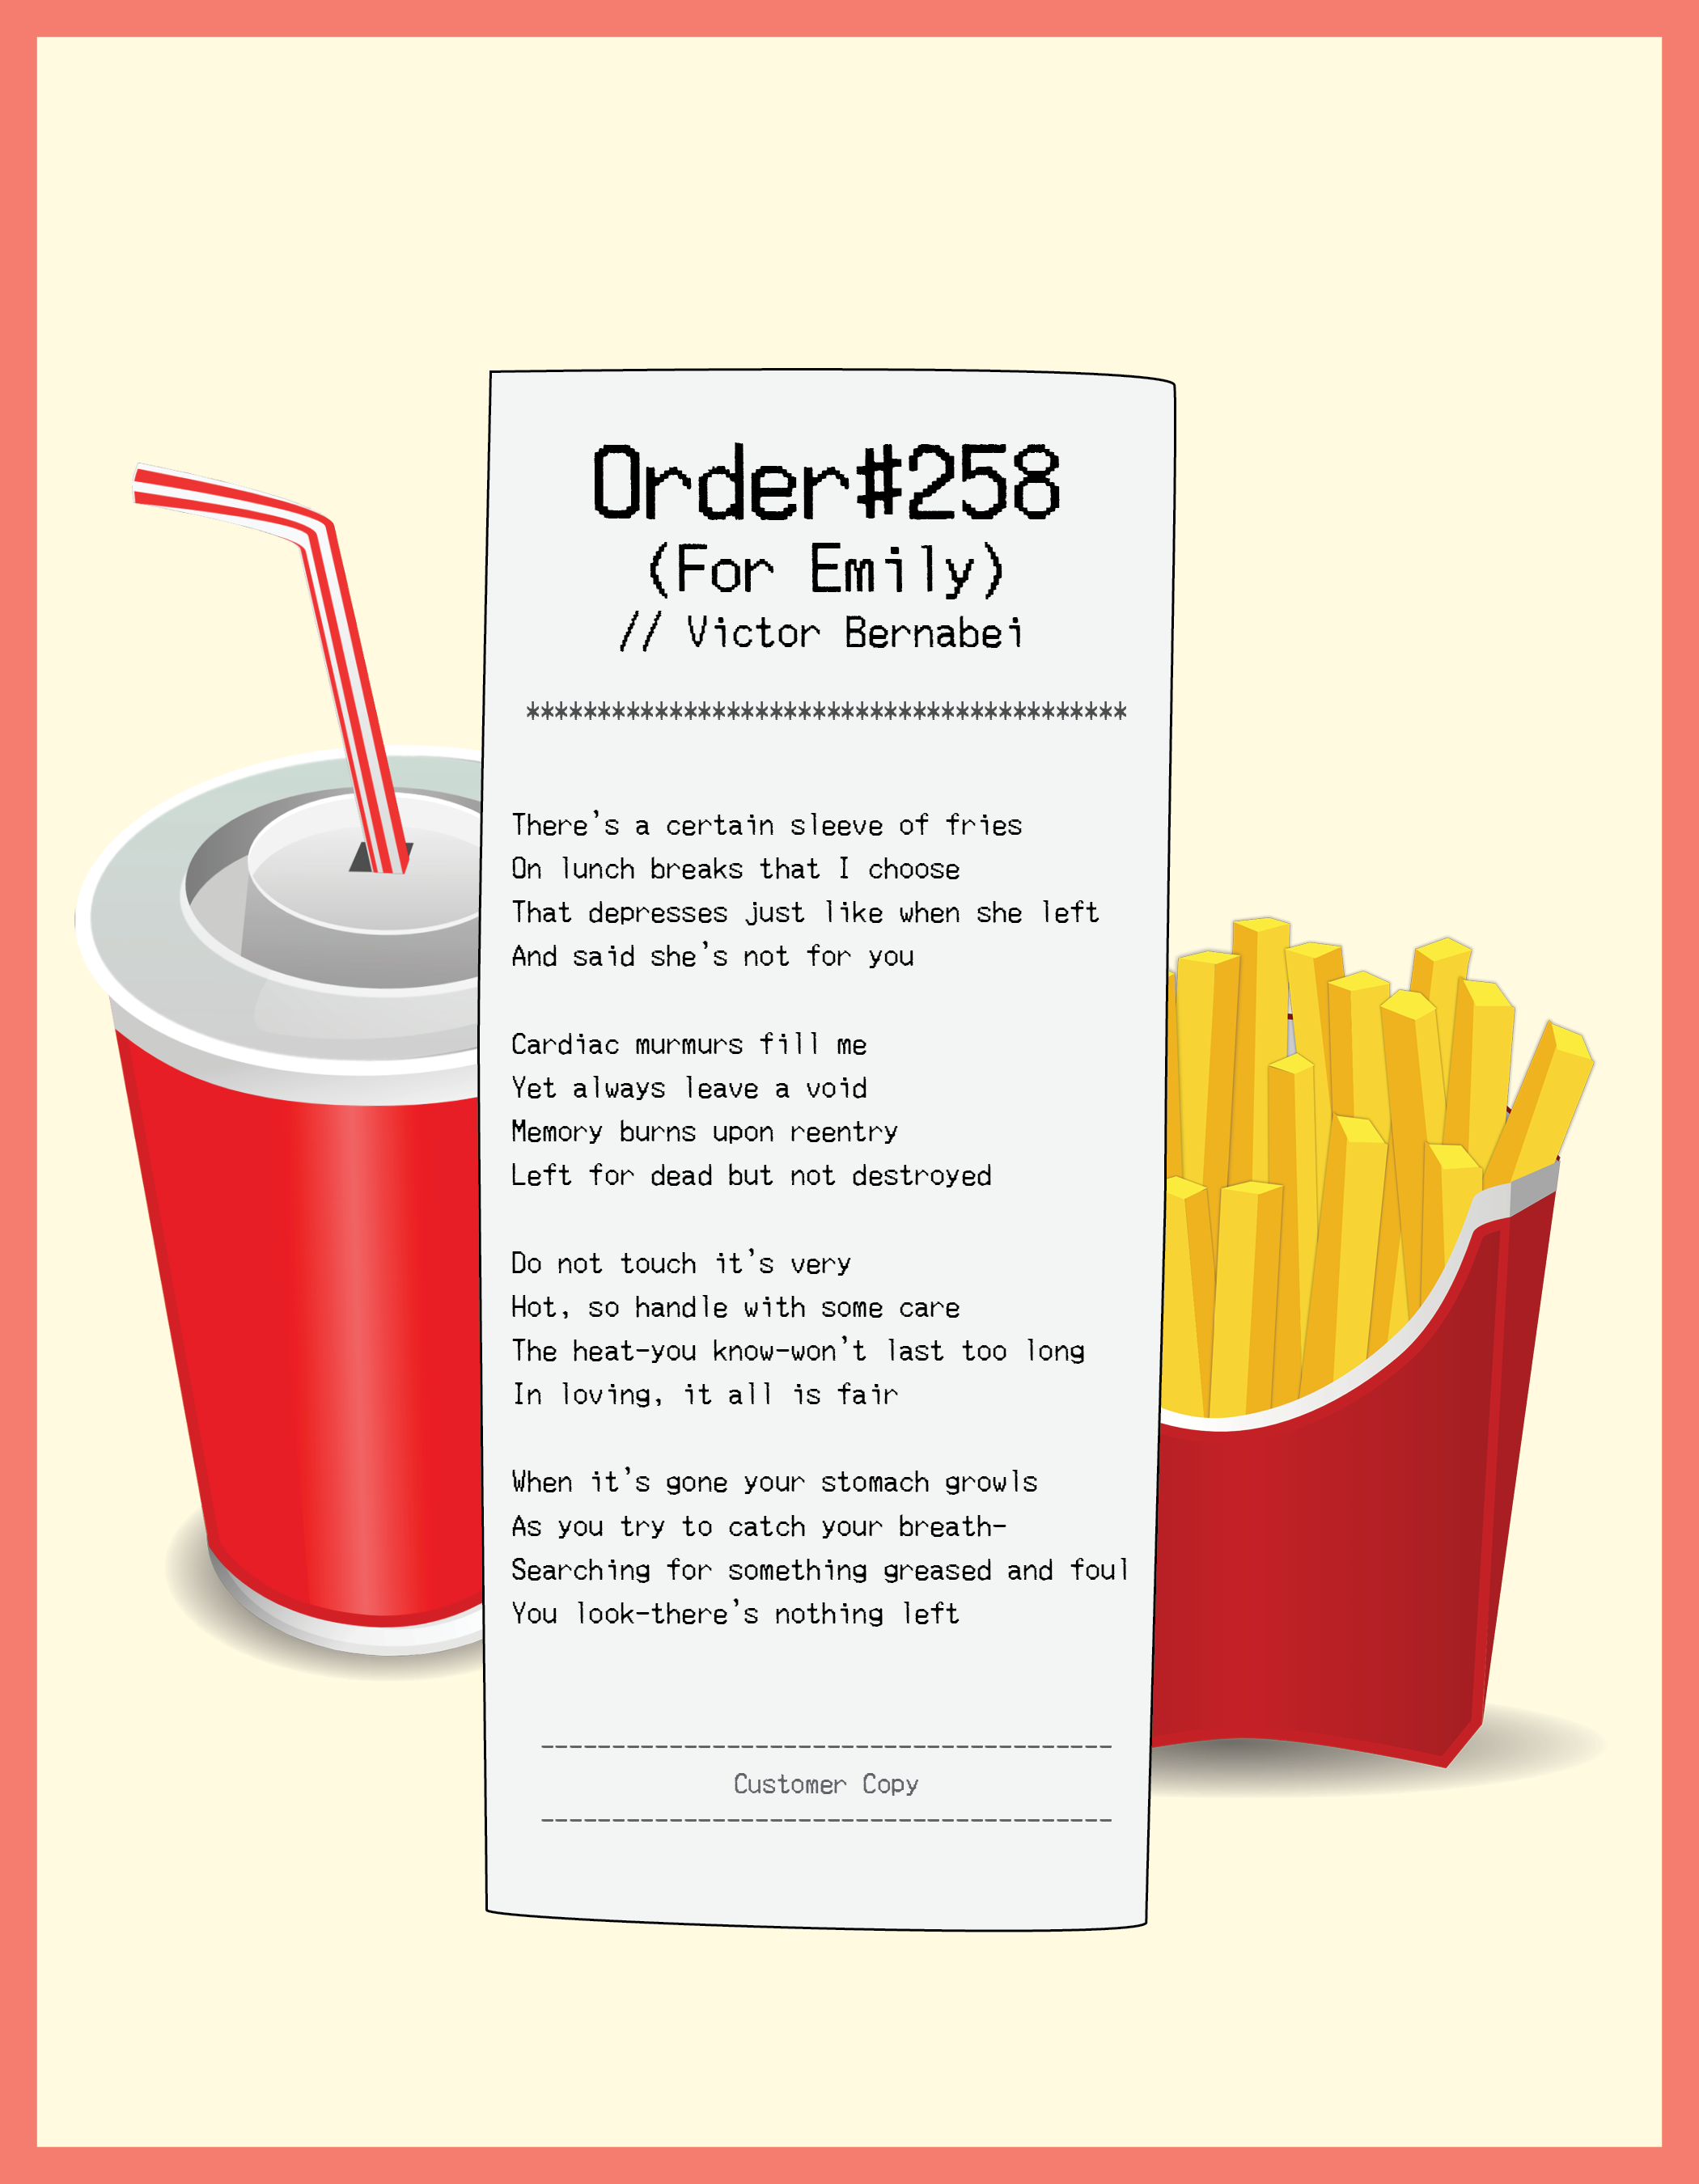 Order#258
(For Emily)
// Victor Bernabei
******************************************
There's a certain sleeve of fries
On lunch breaks that I choose
That depresses just like when she left
And said she's not for you
Cardiac murmurs fill me
Yet always leave a void
Memory burns upon reentry
Left for dead but not destroyed
Do not touch it's very
Hot, so handle with some care
The heat-you know-won't last too long
In loving, it all is fair
When it's gone your stomach growls
As you try to catch your breath-
Searching for something greased and foul
You look-there's nothing left
----------------------------------------
Customer Copy
----------------------------------------